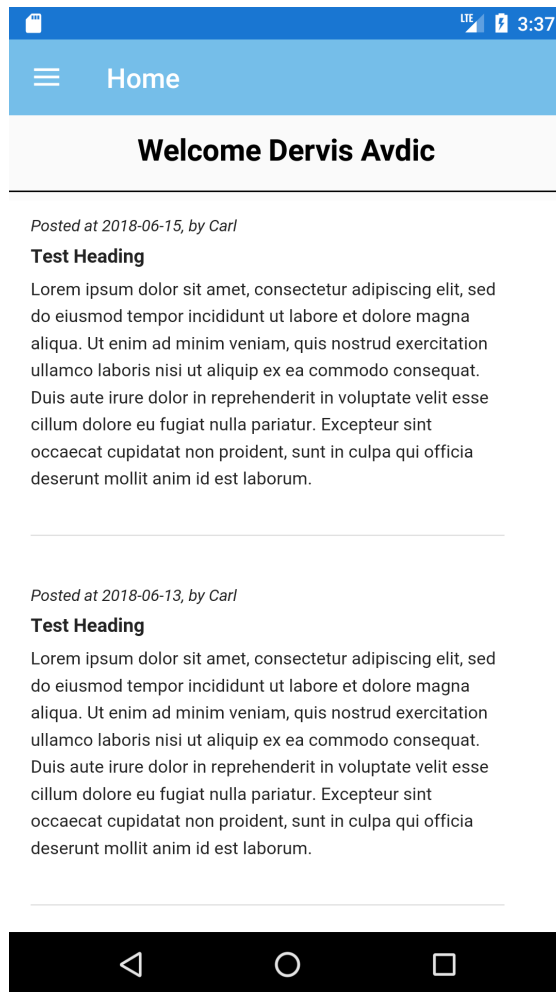 LTE 3:37
Home
Welcome Dervis Avdic
Posted at 2018-06-15, by Carl
Test Heading
Lorem ipsum dolor sit amet, consectetur adipiscing elit, sed
do eiusmod tempor incididunt ut labore et dolore magna
aliqua. Ut enim ad minim veniam, quis nostrud exercitation
ullamco laboris nisi ut aliquip ex ea commodo consequat.
Duis aute irure dolor in reprehenderit in voluptate velit esse
cillum dolore eu fugiat nulla pariatur. Excepteur sint
occaecat cupidatat non proident, sunt in culpa qui officia
deserunt mollit anim id est laborum.
Posted at 2018-06-13, by Carl
Test Heading
Lorem ipsum dolor sit amet, consectetur adipiscing elit, sed
do eiusmod tempor incididunt ut labore et dolore magna
aliqua. Ut enim ad minim veniam, quis nostrud exercitation
ullamco laboris nisi ut aliquip ex ea commodo consequat.
Duis aute irure dolor in reprehenderit in voluptate velit esse
cillum dolore eu fugiat nulla pariatur. Excepteur sint
occaecat cupidatat non proident, sunt in culpa qui officia
deserunt mollit anim id est laborum.